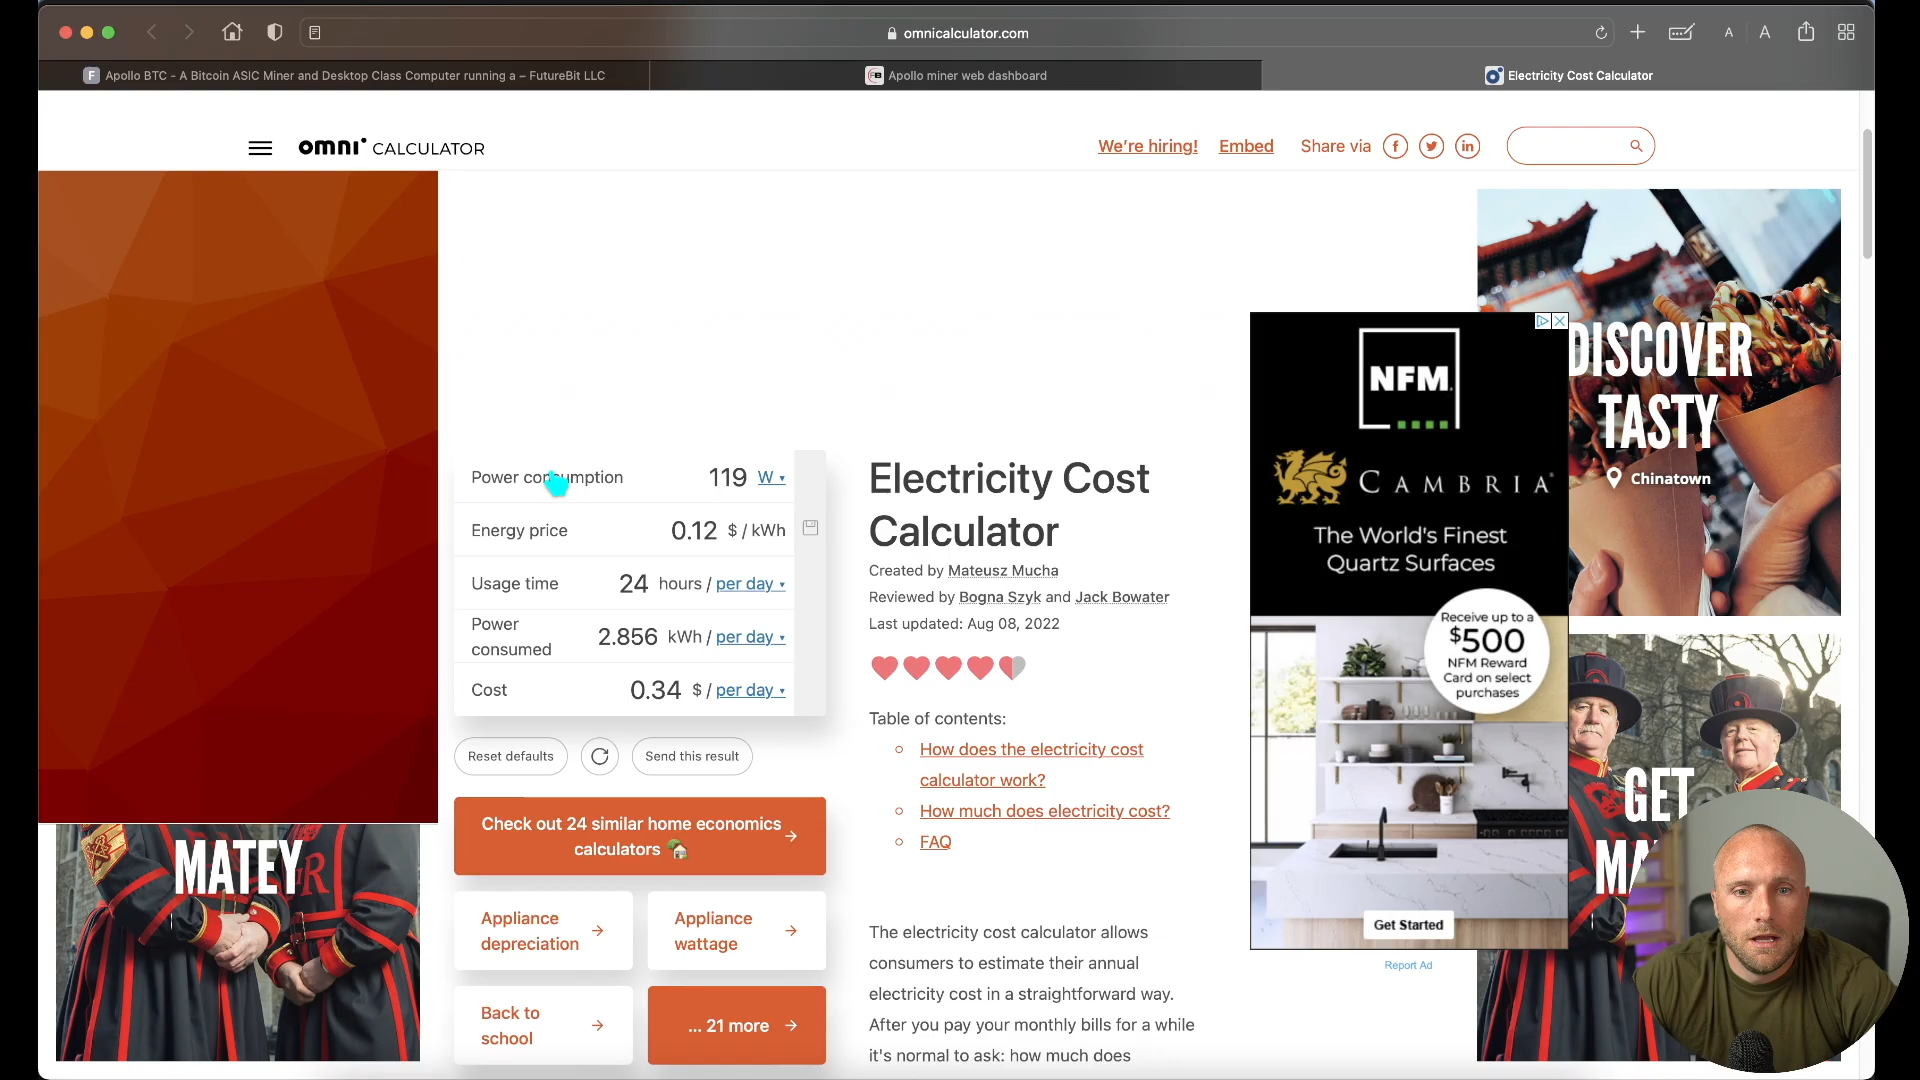 omnicalculator.com
A A
F Apollo BTC - A Bitcoin ASIC Miner and Desktop Class Computer running a – FutureBit LLC
Apollo miner web dashboard
Electricity Cost Calculator
omni CALCULATOR
We're hiring! Embed Share via
Power consumption 119 W
Energy price 0.12 $ / kWh
Usage time 24 hours / per day
Power
consumed 2.856 kWh / per day
Cost 0.34 $ / per day
Reset defaults
Send this result
Check out 24 similar home economics
calculators
Appliance
depreciation
Appliance
wattage
Back to
school
... 21 more
Electricity Cost
Calculator
Created by Mateusz Mucha
Reviewed by Bogna Szyk and Jack Bowater
Last updated: Aug 08, 2022
Table of contents:
How does the electricity cost
calculator work?
How much does electricity cost?
FAQ
The electricity cost calculator allows
consumers to estimate their annual
electricity cost in a straightforward way.
After you pay your monthly bills for a while
it's normal to ask: how much does
NFM
CAMBRIA
The World's Finest
Quartz Surfaces
Receive up to a
$500
NFM Reward
Card on select
purchases
Get Started
Report Ad
DISCOVER
TASTY
Chinatown
GET
MATEY